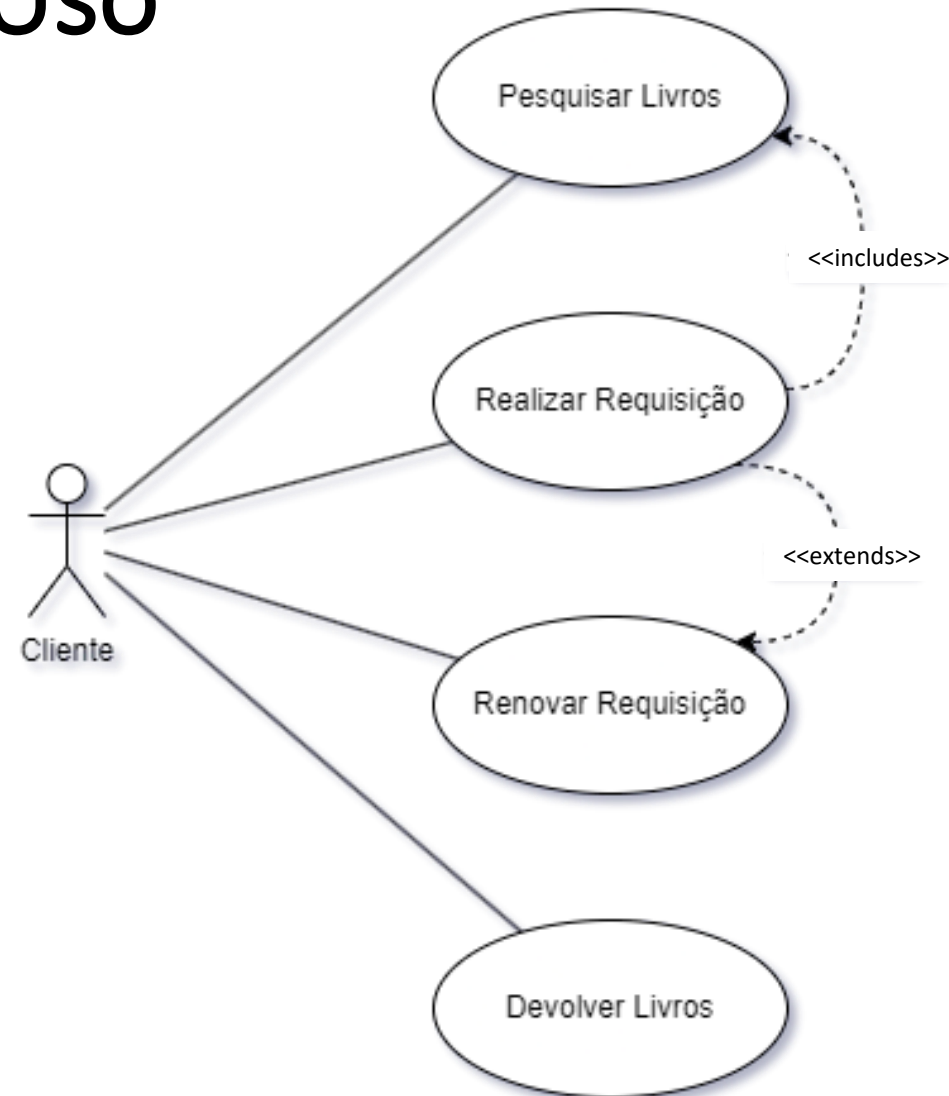 Uso
Pesquisar Livros
<<includes>>
Realizar Requisição
<<extends>>
Cliente
Renovar Requisição
Devolver Livros